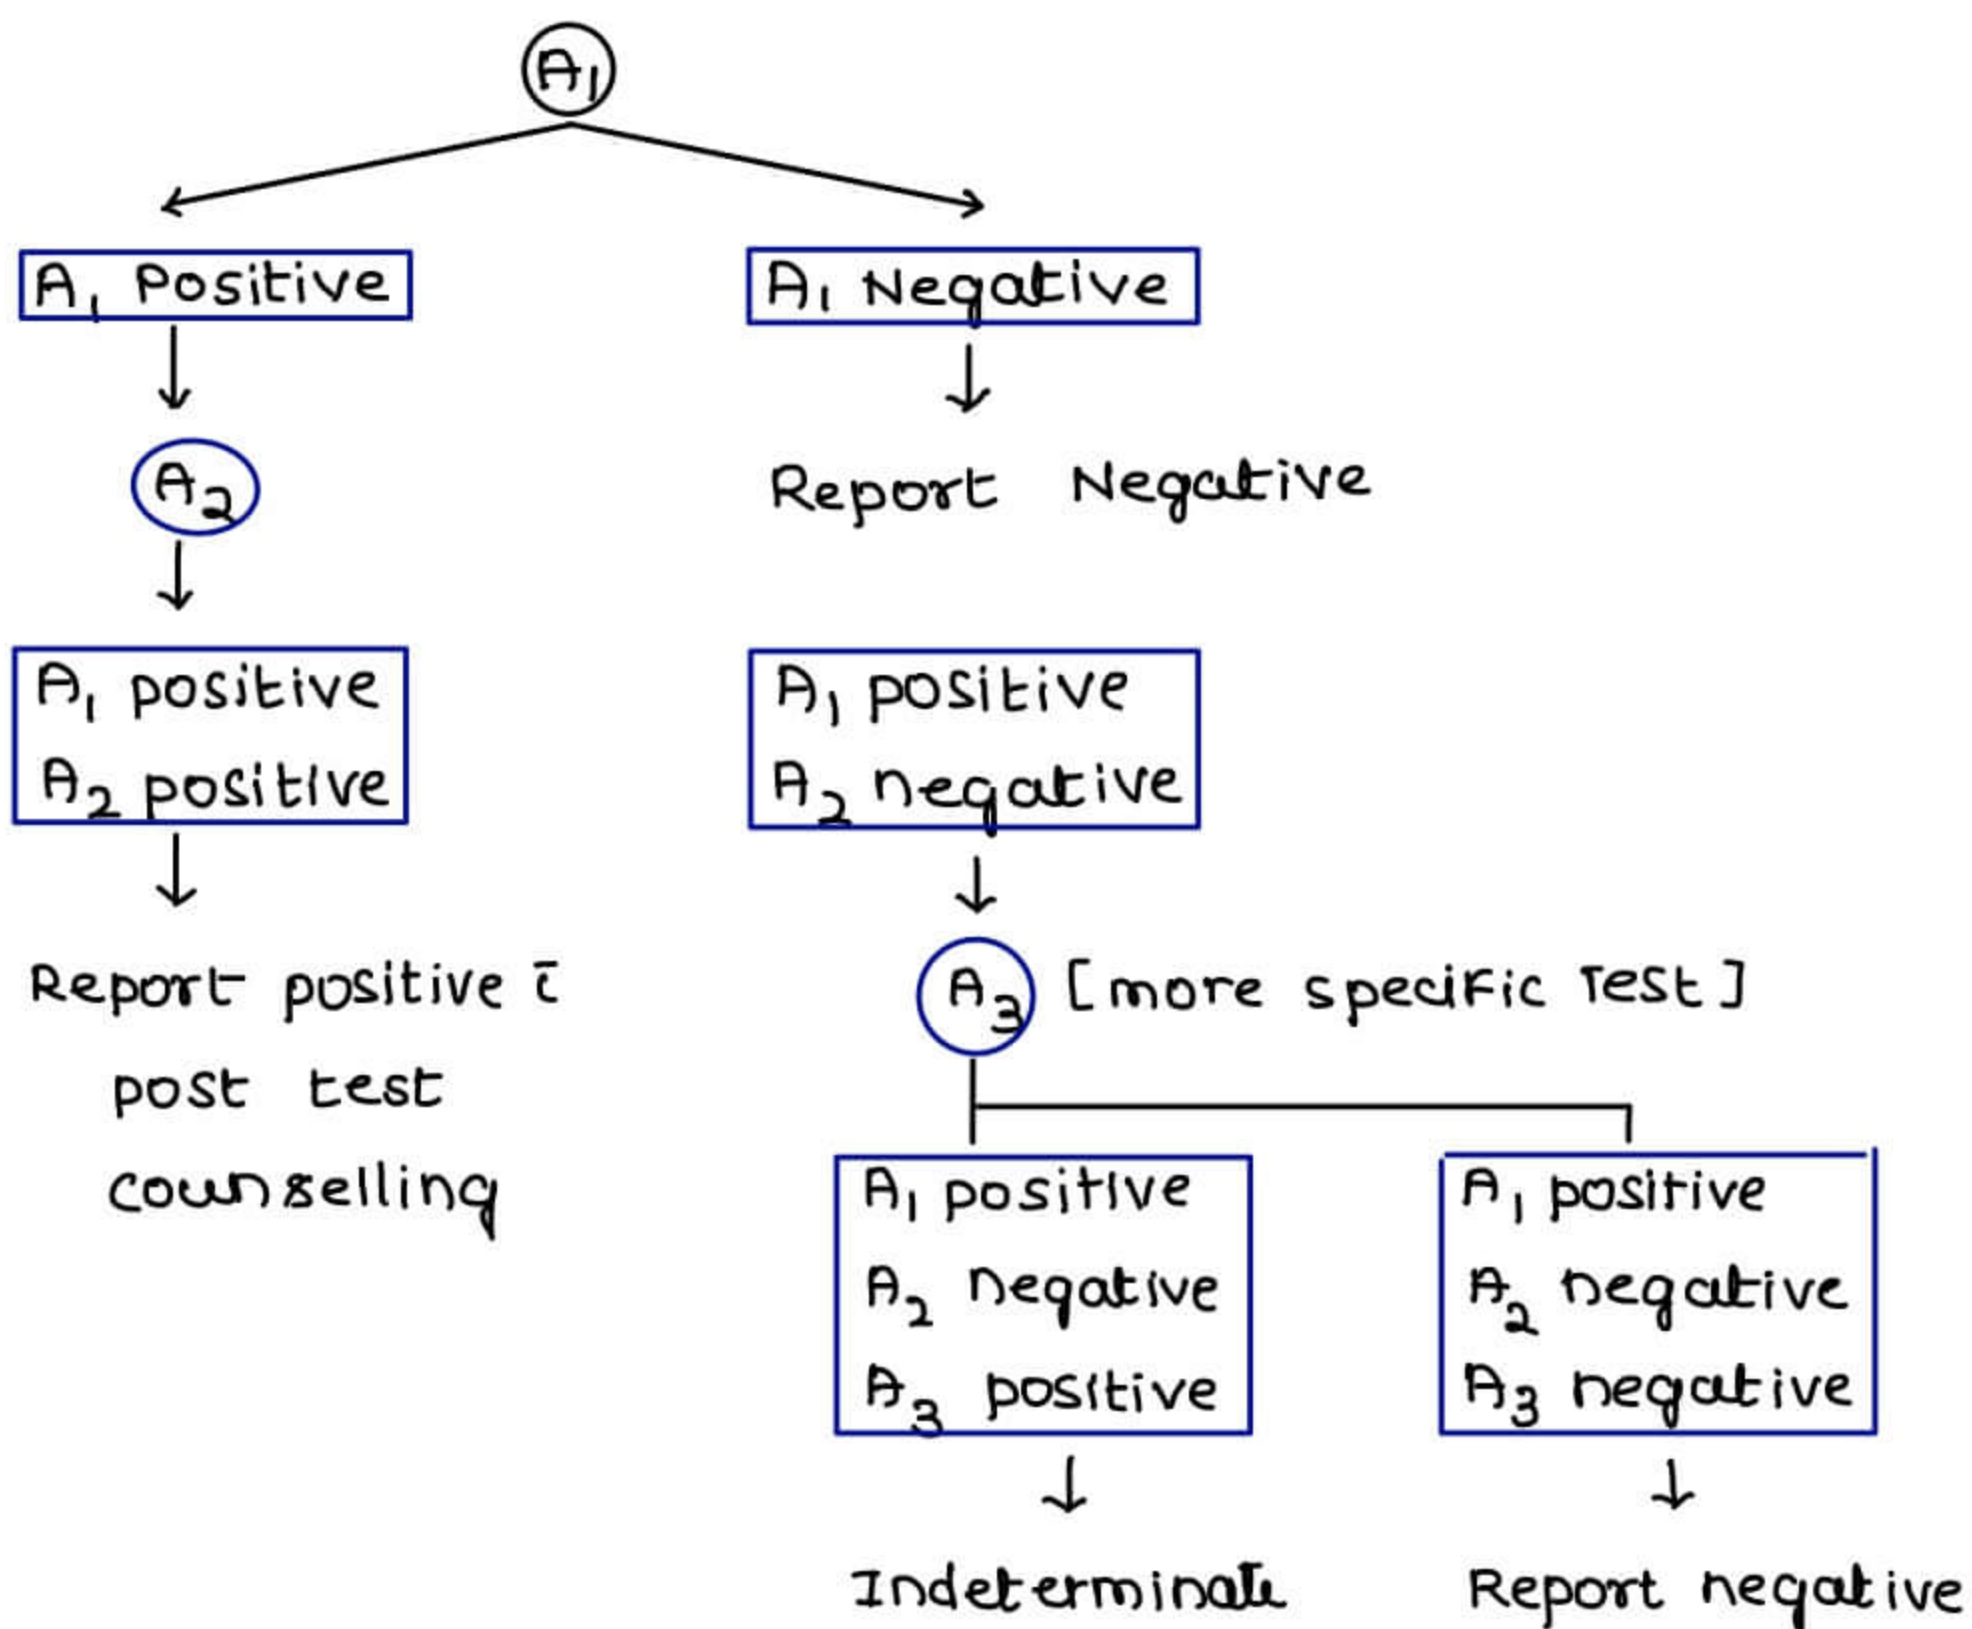 A₁
A₁ Positive
A₁ Negative
A₂
Report Negative
A₁ positive
A₂ positive
A₁ positive
A₂ negative
Report positive c̄
post test
counselling
A₃ [more specific Test]
A₁ positive
A₂ negative
A₃ positive
A₁ positive
A₂ negative
A₃ negative
Indeterminate
Report negative